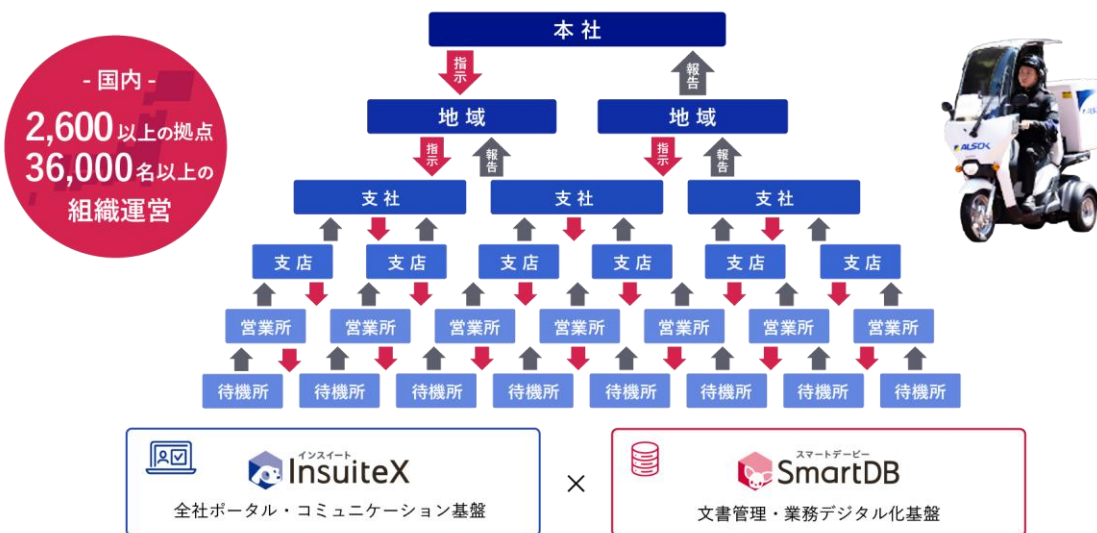 本社
指示
報告
- 国内 -
2,600以上の拠点
36,000名以上の
組織運営
地域 地域
ALSOK
指示 報告 指示 報告
支社 支社 支社
支店 支店 支店 支店 支店 支店
営業所 営業所 営業所 営業所 営業所 営業所 営業所
待機所 待機所 待機所 待機所 待機所 待機所 待機所 待機所
インスイート
InsuiteX
全社ポータル・コミュニケーション基盤
×
スマートデービー
SmartDB
文書管理・業務デジタル化基盤